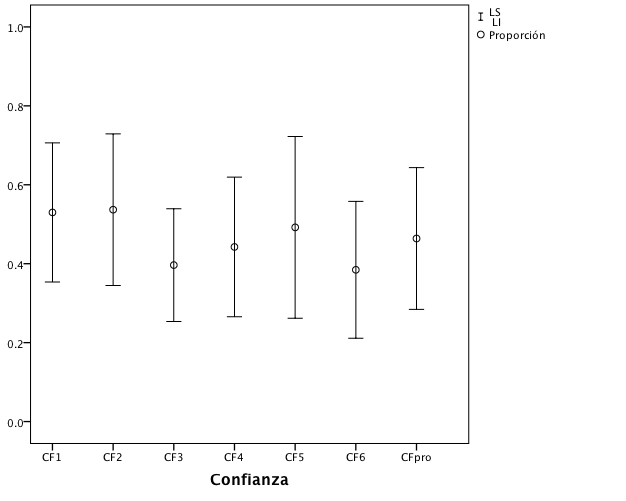 LS
LI
Proporción
1.0
0.8
0.6
0.4
0.2
0.0
CF1 CF2 CF3 CF4 CF5 CF6 CFpro
Confianza